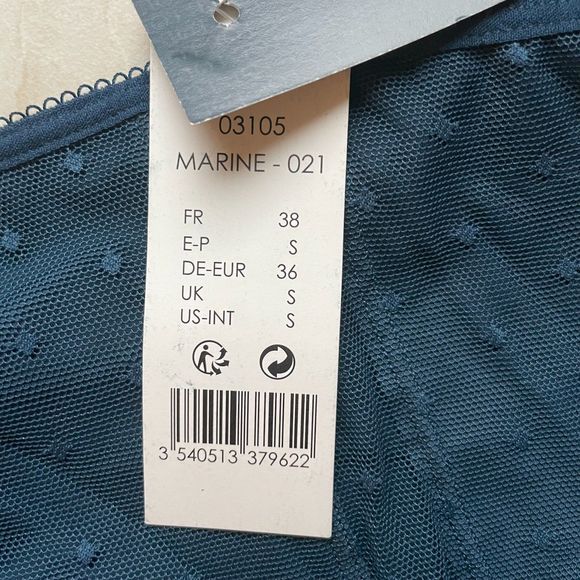 03105
MARINE - 021
FR 38
E-P S
DE-EUR 36
UK S
US-INT S
3 540513 379622